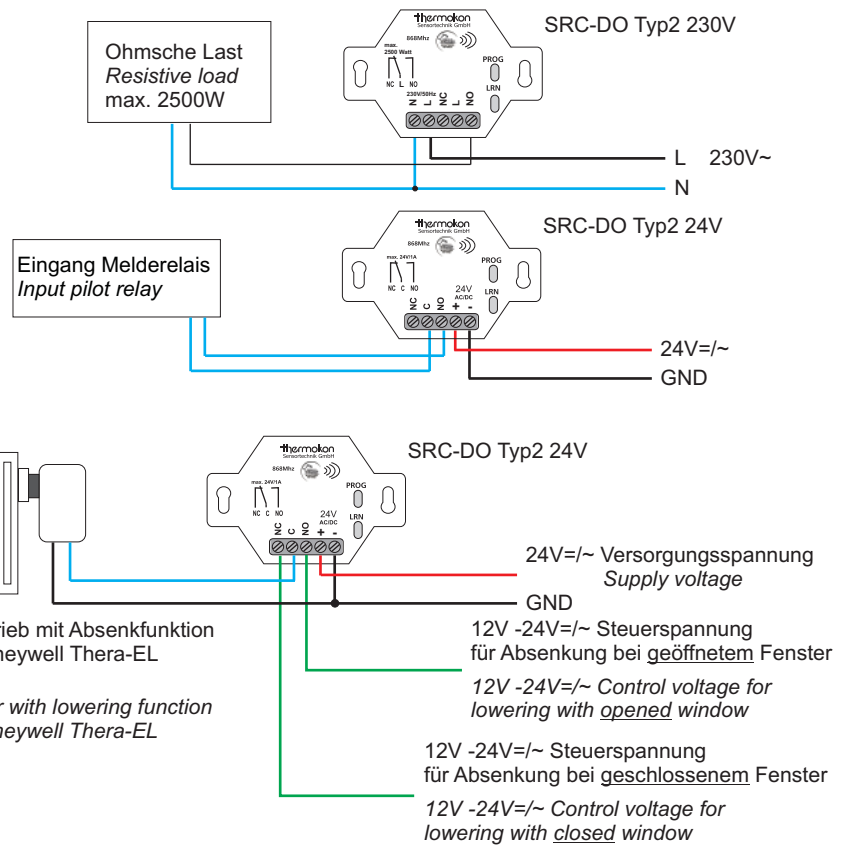 thermokon
Sensortechnik GmbH
SRC-DO Typ2 230V
868Mhz
max.
2500 Watt
PROG
NC L NO
LRN
230V/50Hz
N L NC L NO
Ohmsche Last
Resistive load
max. 2500W
L 230V~
N
thermokon
Sensortechnik GmbH
SRC-DO Typ2 24V
868Mhz
max. 24V/1A
PROG
NC C NO
24V
AC/DC
LRN
NC C NO + -
Eingang Melderelais
Input pilot relay
24V=/~
GND
thermokon
Sensortechnik GmbH
SRC-DO Typ2 24V
868Mhz
max. 24V/1A
PROG
NC C NO
24V
AC/DC
LRN
NC C NO + -
24V=/~ Versorgungsspannung
Supply voltage
GND
rieb mit Absenkfunktion
neywell Thera-EL
r with lowering function
neywell Thera-EL
12V -24V=/~ Steuerspannung
für Absenkung bei geöffnetem Fenster
12V -24V=/~ Control voltage for
lowering with opened window
12V -24V=/~ Steuerspannung
für Absenkung bei geschlossenem Fenster
12V -24V=/~ Control voltage for
lowering with closed window